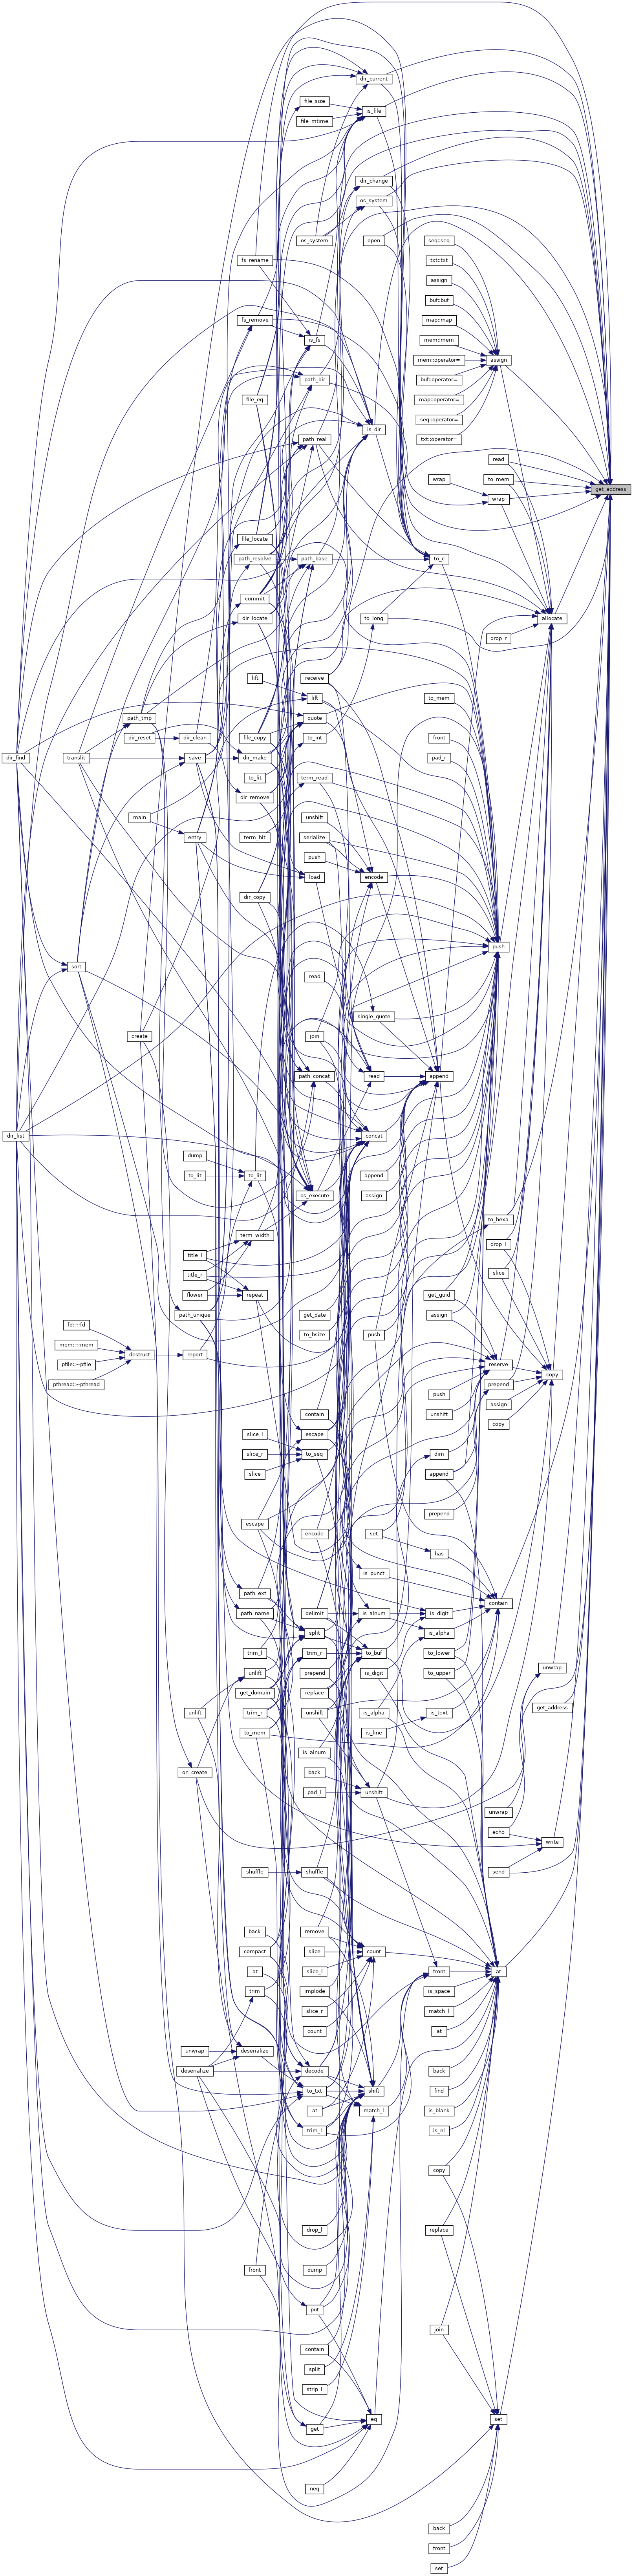 dir_current
file_size
is_file
file_mtime
dir_change
os_system
os_system
open
seq::seq
fs_rename
txt::txt
assign
buf::buf
fs_remove
map::map
is_fs
mem::mem
assign
mem::operator=
path_dir
buf::operator=
file_eq
map::operator=
seq::operator=
is_dir
path_real
txt::operator=
read
wrap
to_mem
get_address
wrap
file_locate
path_resolve
path_base
to_c
commit
dir_locate
to_long
allocate
drop_r
lift
receive
lift
to_mem
path_tmp
quote
dir_reset
dir_clean
file_copy
to_int
front
dir_find
translit
save
dir_make
pad_r
to_lit
term_read
dir_remove
main
unshift
entry
term_hit
serialize
push
load
encode
dir_copy
push
sort
read
single_quote
create
join
path_concat
read
append
dir_list
concat
dump
to_lit
to_lit
append
os_execute
assign
to_hexa
term_width
drop_l
title_l
title_r
slice
flower
repeat
get_guid
path_unique
get_date
assign
fd::~fd
to_bsize
push
mem::~mem
destruct
report
reserve
pfile::~pfile
copy
pthread::~pthread
prepend
push
assign
contain
unshift
copy
slice_l
escape
slice_r
to_seq
dim
slice
append
prepend
escape
encode
set
has
is_punct
path_ext
contain
path_name
delimit
is_alnum
is_digit
split
is_alpha
trim_l
trim_r
to_buf
to_lower
unlift
prepend
is_digit
to_upper
unwrap
get_domain
replace
unlift
trim_r
unshift
is_alpha
is_text
get_address
to_mem
is_line
is_alnum
on_create
back
pad_l
unshift
unwrap
echo
write
shuffle
shuffle
send
back
remove
compact
slice
count
at
slice_l
front
at
trim
implode
is_space
slice_r
match_l
count
at
unwrap
deserialize
deserialize
decode
back
to_txt
shift
find
at
match_l
is_blank
trim_l
is_nl
drop_l
copy
front
dump
replace
put
join
contain
split
strip_l
get
eq
set
neq
back
front
set